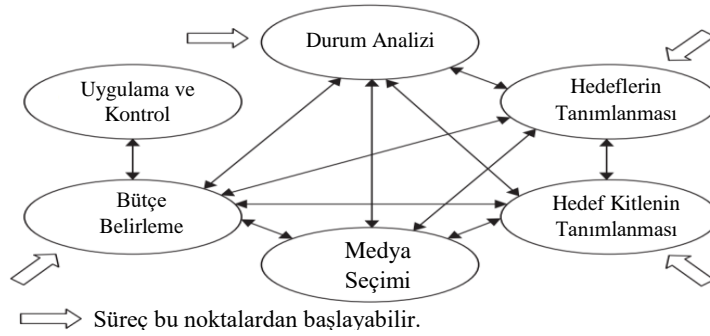 Durum Analizi
Uygulama ve
Kontrol
Hedeflerin
Tanımlanması
Bütçe
Belirleme
Hedef Kitlenin
Tanımlanması
Medya
Seçimi
Süreç bu noktalardan başlayabilir.